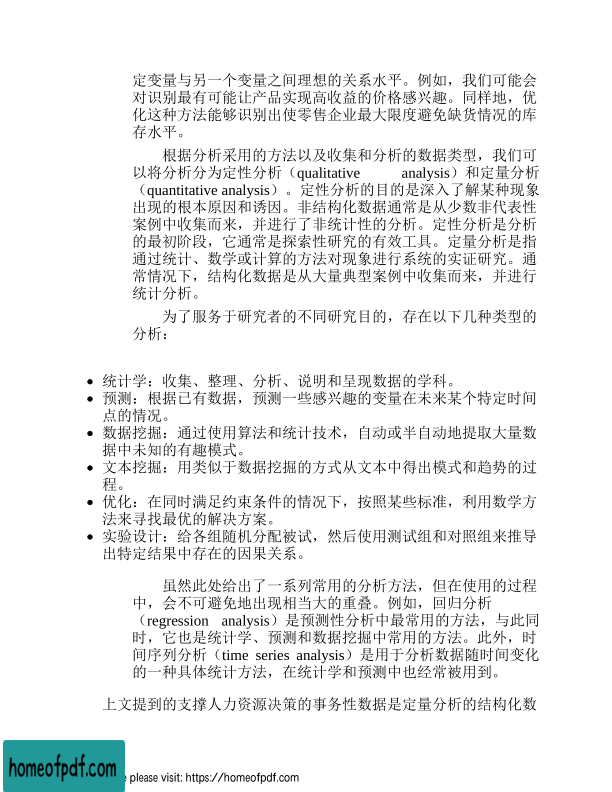 定变量与另一个变量之间理想的关系水平。例如，我们可能会
对识别最有可能让产品实现高收益的价格感兴趣。同样地，优
化这种方法能够识别出使零售企业最大限度避免缺货情况的库
存水平。
根据分析采用的方法以及收集和分析的数据类型，我们可
以将分析分为定性分析（qualitative analysis）和定量分析
（quantitative analysis）。定性分析的目的是深入了解某种现象
出现的根本原因和诱因。非结构化数据通常是从少数非代表性
案例中收集而来，并进行了非统计性的分析。定性分析是分析
的最初阶段，它通常是探索性研究的有效工具。定量分析是指
通过统计、数学或计算的方法对现象进行系统的实证研究。通
常情况下，结构化数据是从大量典型案例中收集而来，并进行
统计分析。
为了服务于研究者的不同研究目的，存在以下几种类型的
分析：
• 统计学：收集、整理、分析、说明和呈现数据的学科。
• 预测：根据已有数据，预测一些感兴趣的变量在未来某个特定时间
点的情况。
• 数据挖掘：通过使用算法和统计技术，自动或半自动地提取大量数
据中未知的有趣模式。
• 文本挖掘：用类似于数据挖掘的方式从文本中得出模式和趋势的过
程。
• 优化：在同时满足约束条件的情况下，按照某些标准，利用数学方
法来寻找最优的解决方案。
• 实验设计：给各组随机分配被试，然后使用测试组和对照组来推导
出特定结果中存在的因果关系。
虽然此处给出了一系列常用的分析方法，但在使用的过程
中，会不可避免地出现相当大的重叠。例如，回归分析
（regression analysis）是预测性分析中最常用的方法，与此同
时，它也是统计学、预测和数据挖掘中常用的方法。此外，时
间序列分析（time series analysis）是用于分析数据随时间变化
的一种具体统计方法，在统计学和预测中也经常被用到。
上文提到的支撑人力资源决策的事务性数据是定量分析的结构化数
homeofpdf.com
please visit: https://homeofpdf.com